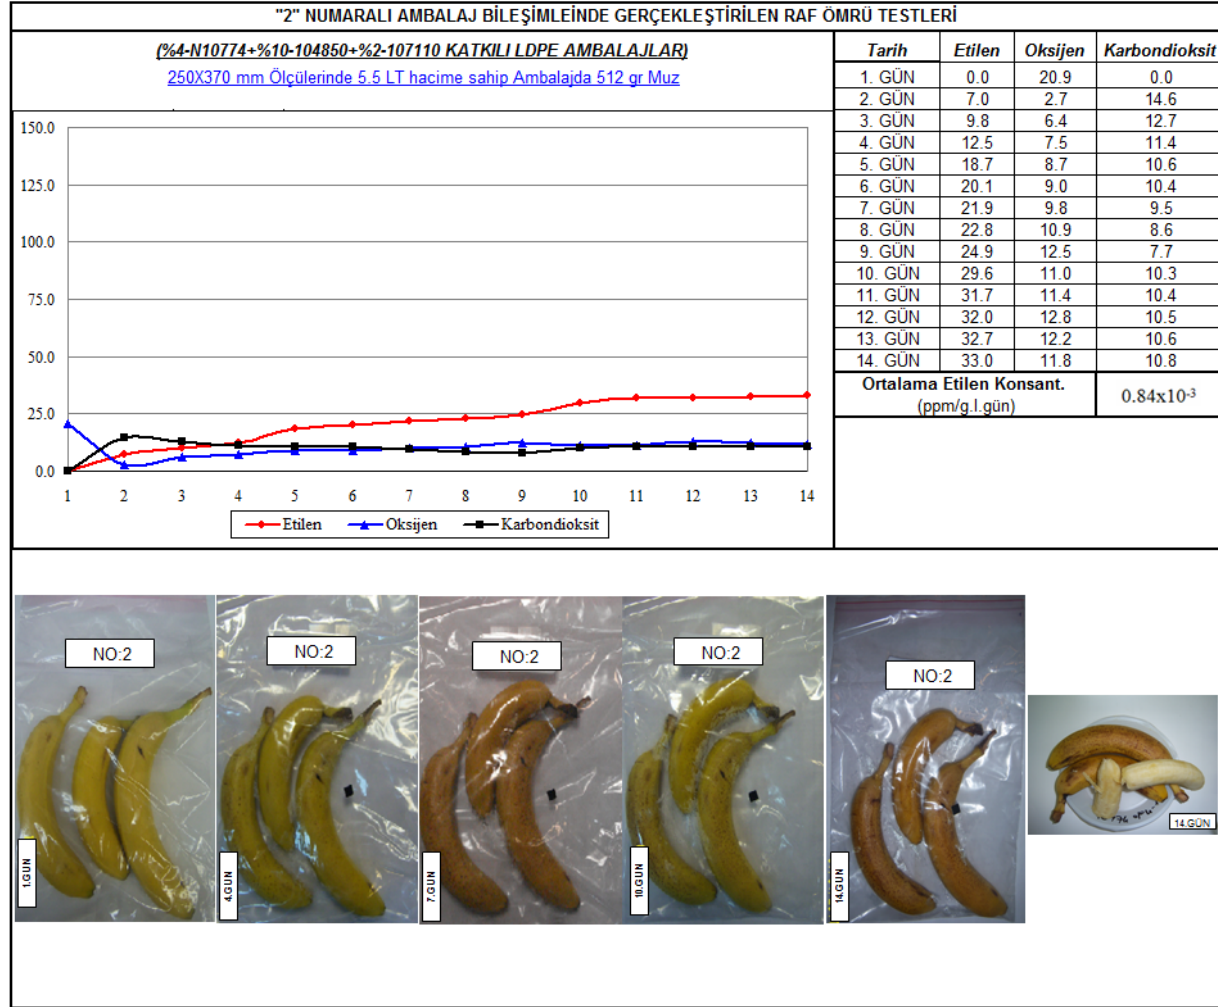 "2" NUMARALI AMBALAJ BİLEŞİMLEİNDE GERÇEKLEŞTİRİLEN RAF ÖMRÜ TESTLERİ
(%4-N10774+%10-104850+%2-107110 KATKILI LDPE AMBALAJLAR)
250X370 mm Ölçülerinde 5.5 LT hacime sahip Ambalajda 512 gr Muz
150.0
125.0
100.0
75.0
50.0
25.0
0.0
1 2 3 4 5 6 7 8 9 10 11 12 13 14
Etilen Oksijen Karbondioksit
Tarih Etilen Oksijen Karbondioksit
1. GÜN 0.0 20.9 0.0
2. GÜN 7.0 2.7 14.6
3. GÜN 9.8 6.4 12.7
4. GÜN 12.5 7.5 11.4
5. GÜN 18.7 8.7 10.6
6. GÜN 20.1 9.0 10.4
7. GÜN 21.9 9.8 9.5
8. GÜN 22.8 10.9 8.6
9. GÜN 24.9 12.5 7.7
10. GÜN 29.6 11.0 10.3
11. GÜN 31.7 11.4 10.4
12. GÜN 32.0 12.8 10.5
13. GÜN 32.7 12.2 10.6
14. GÜN 33.0 11.8 10.8
Ortalama Etilen Konsant.
(ppm/g.l.gün)
0.84x10⁻³
NO:2
1.GUN
NO:2
4.GUN
NO:2
7.GUN
NO:2
10.GUN
NO:2
14.GUN
14.GÜN